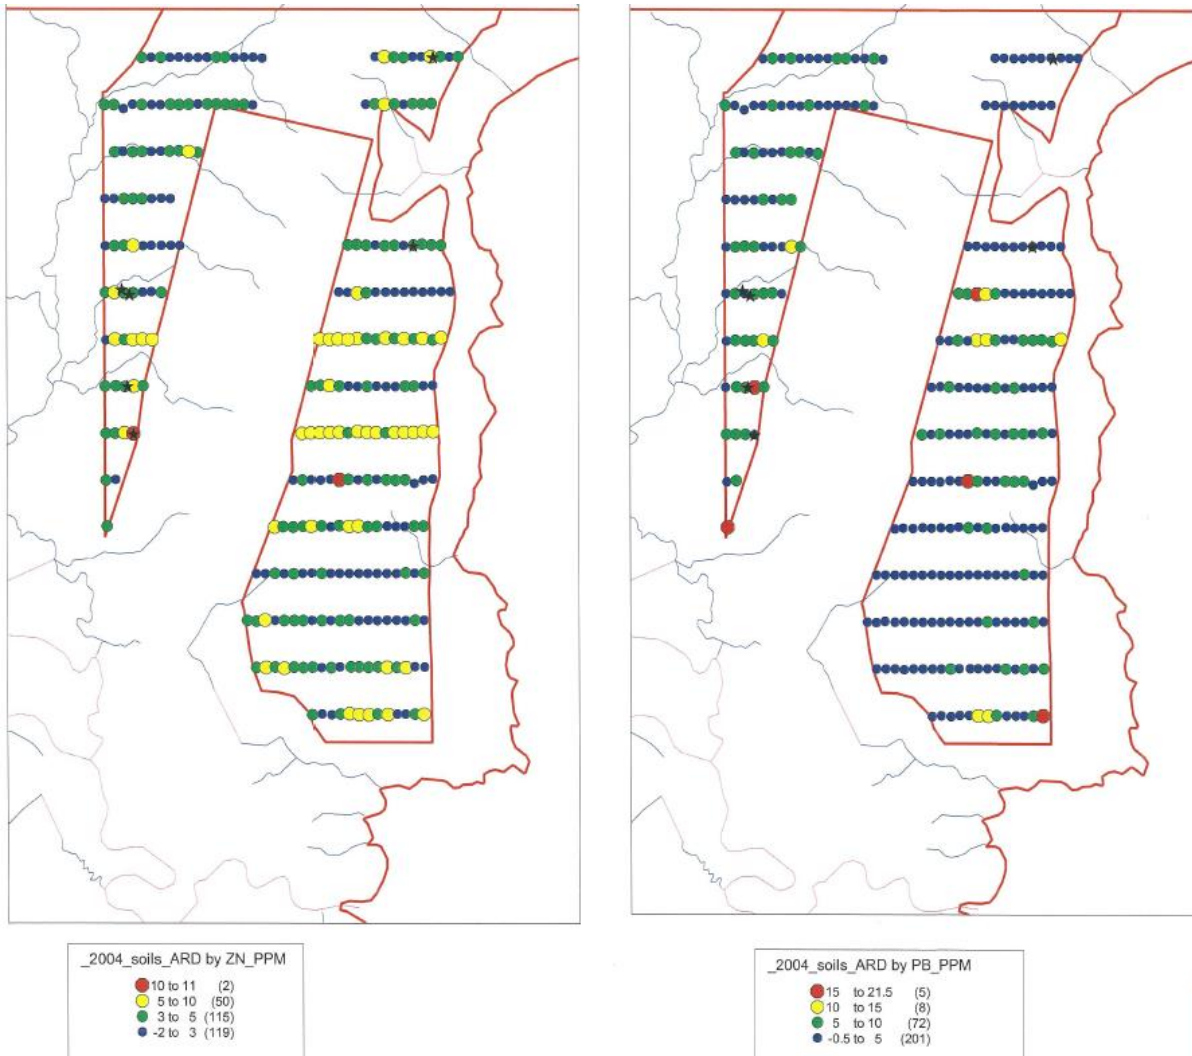 _2004_soils_ARD by ZN_PPM
10 to 11 (2)
5 to 10 (50)
3 to 5 (115)
-2 to 3 (119)
_2004_soils_ARD by PB_PPM
15 to 21.5 (5)
10 to 15 (8)
5 to 10 (72)
-0.5 to 5 (201)